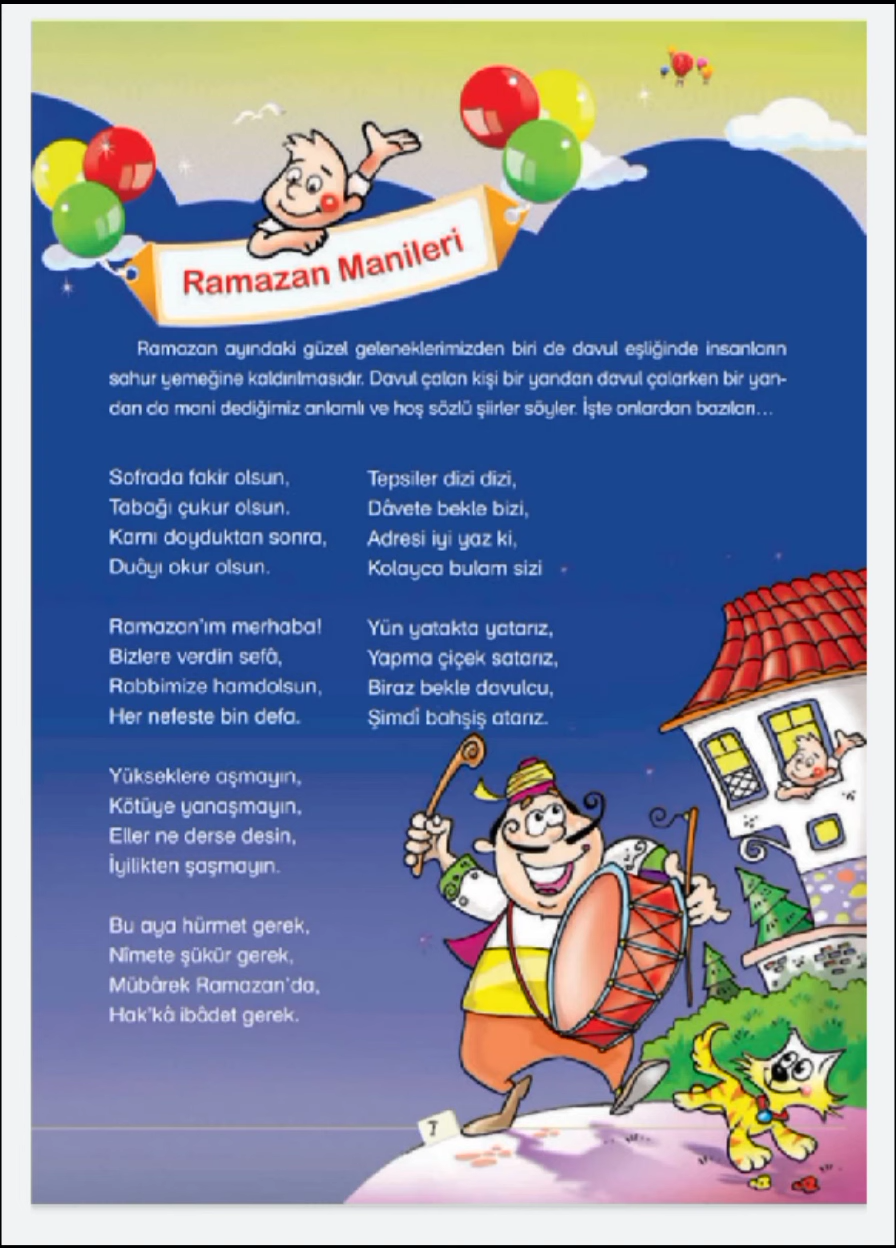 Ramazan Manileri
Ramazan ayındaki güzel geleneklerimizden biri de davul eşliğinde insanların
sahur yemeğine kaldırılmasıdır. Davul çalan kişi bir yandan davul çalarken bir yan-
dan da mani dediğimiz anlamlı ve hoş sözlü şiirler söyler. İşte onlardan bazıları...
Sofrada fakir olsun,
Tabağı çukur olsun.
Karnı doyduktan sonra,
Duâyı okur olsun.
Ramazan'ım merhaba!
Bizlere verdin sefâ,
Rabbimize hamdolsun,
Her nefeste bin defa.
Yükseklere aşmayın,
Kötüye yanaşmayın,
Eller ne derse desin,
İyilikten şaşmayın.
Bu aya hürmet gerek,
Nîmete şükür gerek,
Mübârek Ramazan'da,
Hak'kâ ibâdet gerek.
Tepsiler dizi dizi,
Dâvete bekle bizi,
Adresi iyi yaz ki,
Kolayca bulam sizi
Yün yatakta yatarız,
Yapma çiçek satarız,
Biraz bekle davulcu,
Şimdi bahşiş atarız.
7